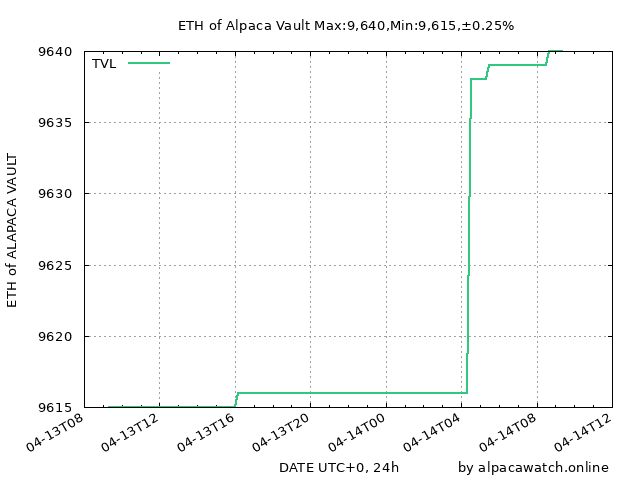 ETH of Alpaca Vault Max:9,640,Min:9,615,±0.25%
TVL
ETH of ALAPACA VAULT
9640
9635
9630
9625
9620
9615
04-13T08
04-13T12
04-13T16
04-13T20
04-14T00
04-14T04
04-14T08
04-14T12
DATE UTC+0, 24h
by alpacawatch.online